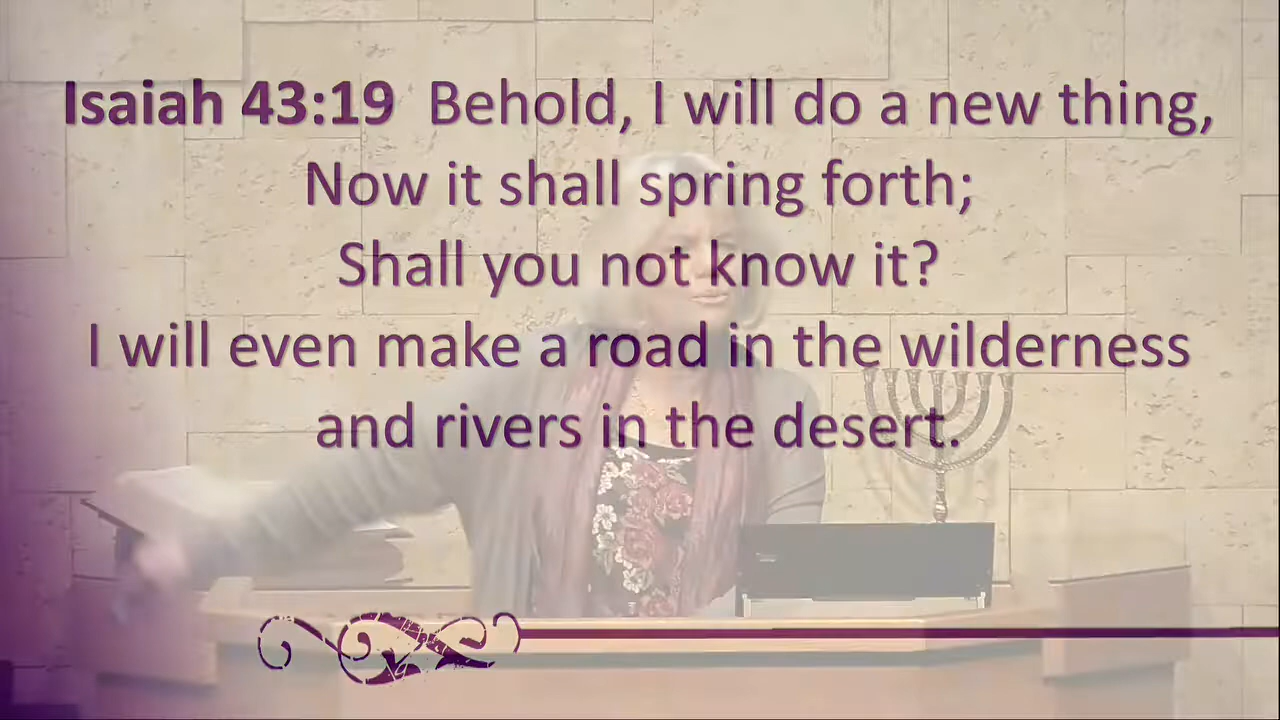 Isaiah 43:19 Behold, I will do a new thing,
Now it shall spring forth;
Shall you not know it?
I will even make a road in the wilderness
and rivers in the desert.